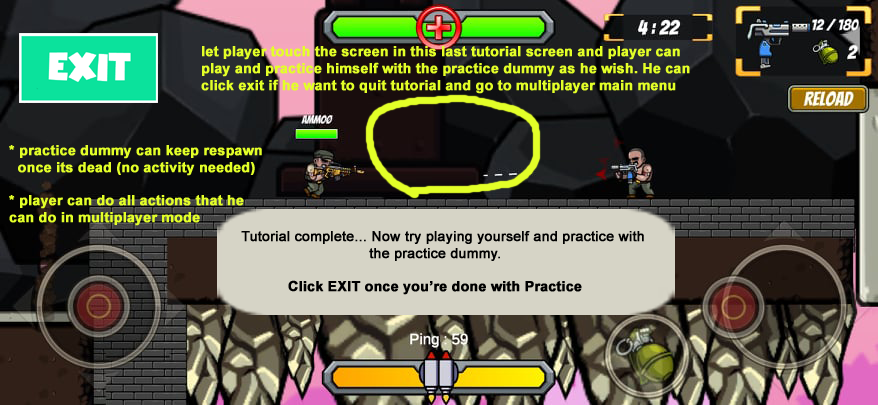 EXIT
let player touch the screen in this last tutorial screen and player can
play and practice himself with the practice dummy as he wish. He can
click exit if he want to quit tutorial and go to multiplayer main menu
4:22
12 / 180
2
RELOAD
AMMO0
* practice dummy can keep respawn
once its dead (no activity needed)
* player can do all actions that he
can do in multiplayer mode
Tutorial complete... Now try playing yourself and practice with
the practice dummy.
Click EXIT once you're done with Practice
Ping : 59